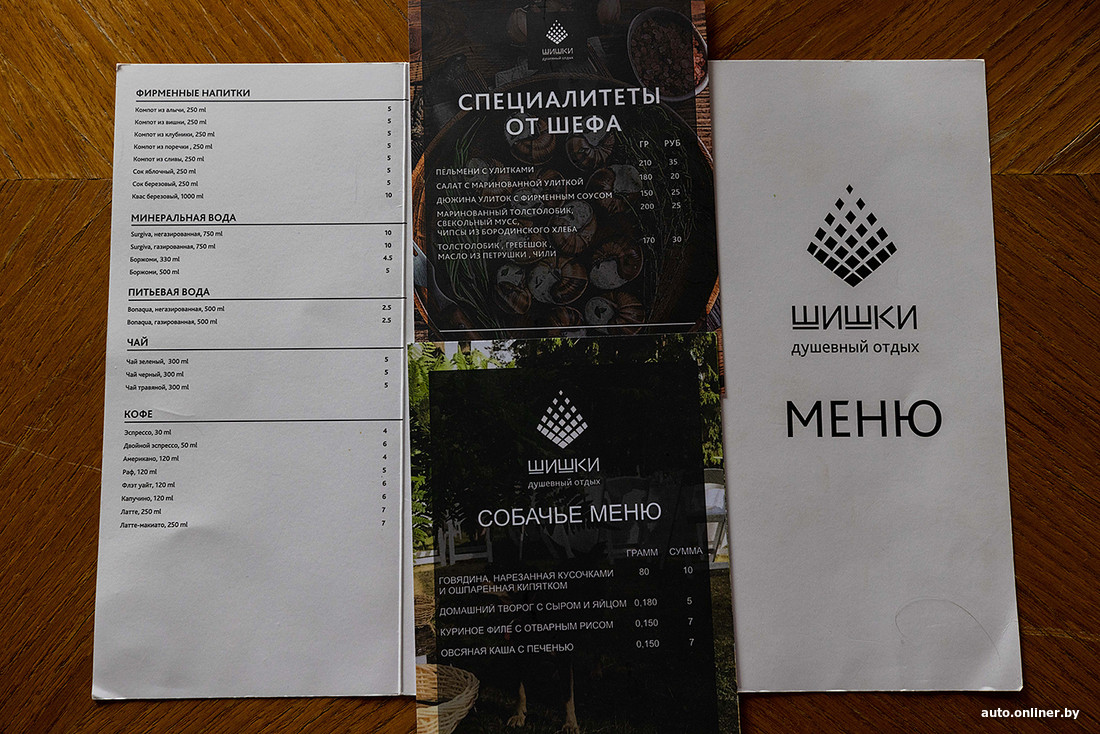 ФИРМЕННЫЕ НАПИТКИ
Компот из алычи, 250 ml 5
Компот из вишни, 250 ml 5
Компот из клубники, 250 ml 5
Компот из поречки , 250 ml 5
Компот из сливы, 250 ml 5
Сок яблочный, 250 ml 5
Сок березовый, 250 ml 5
Квас березовый, 1000 ml 10
МИНЕРАЛЬНАЯ ВОДА
Surgiva, негазированная, 750 ml 10
Surgiva, газированная, 750 ml 10
Боржоми, 330 ml 4.5
Боржоми, 500 ml 5
ПИТЬЕВАЯ ВОДА
Bonaqua, негазированная, 500 ml 2.5
Bonaqua, газированная, 500 ml 2.5
ЧАЙ
Чай зеленый, 300 ml 5
Чай черный, 300 ml 5
Чай травяной, 300 ml 5
КОФЕ
Эспрессо, 30 ml 4
Двойной эспрессо, 50 ml 6
Американо, 120 ml 4
Раф, 120 ml 5
Флэт уайт, 120 ml 6
Капучино, 120 ml 6
Латте, 250 ml 7
Латте-макиато, 250 ml 7
ШИШКИ
душевный отдых
СПЕЦИАЛИТЕТЫ
ОТ ШЕФА
ГР РУБ
ПЕЛЬМЕНИ С УЛИТКАМИ 210 35
САЛАТ С МАРИНОВАННОЙ УЛИТКОЙ 180 20
ДЮЖИНА УЛИТОК С ФИРМЕННЫМ СОУСОМ 150 25
МАРИНОВАННЫЙ ТОЛСТОЛОБИК, 200 25
СВЕКОЛЬНЫЙ МУСС,
ЧИПСЫ ИЗ БОРОДИНСКОГО ХЛЕБА
ТОЛСТОЛОБИК , ГРЕБЕШОК , 170 30
МАСЛО ИЗ ПЕТРУШКИ , ЧИЛИ
ШИШКИ
душевный отдых
СОБАЧЬЕ МЕНЮ
ГРАММ СУММА
ГОВЯДИНА, НАРЕЗАННАЯ КУСОЧКАМИ 80 10
И ОШПАРЕННАЯ КИПЯТКОМ
ДОМАШНИЙ ТВОРОГ С СЫРОМ И ЯЙЦОМ 0,180 5
КУРИНОЕ ФИЛЕ С ОТВАРНЫМ РИСОМ 0,150 7
ОВСЯНАЯ КАША С ПЕЧЕНЬЮ 0,150 7
ШИШКИ
душевный отдых
МЕНЮ
auto.onliner.by